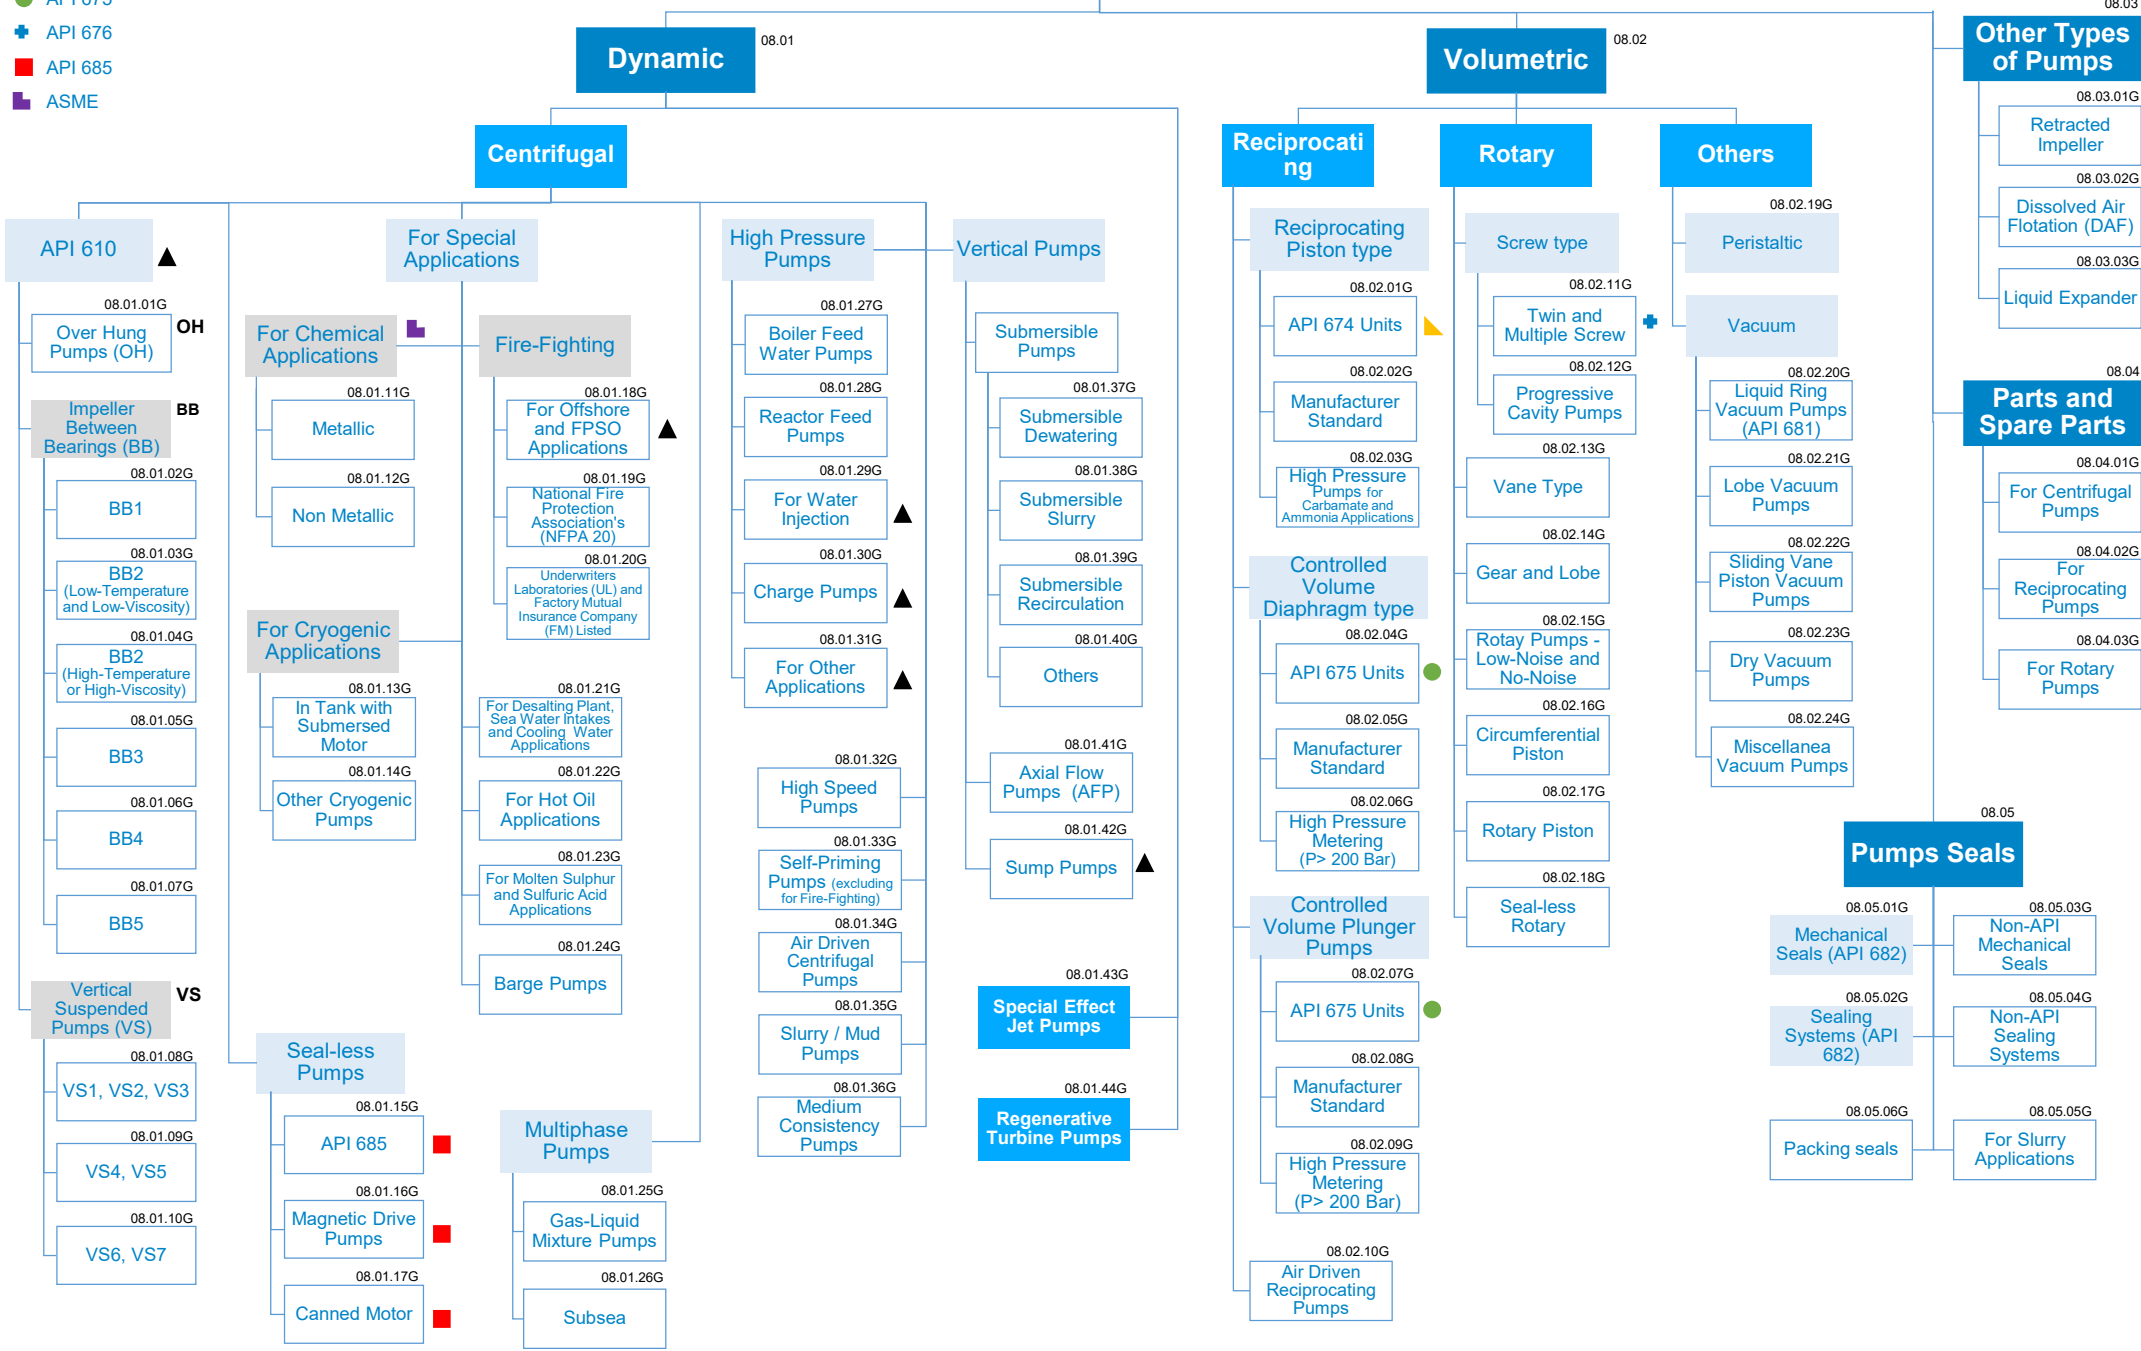 API 675
API 676
API 685
ASME
Dynamic
08.01
Centrifugal
API 610
08.01.01G
Over Hung
Pumps (OH)
OH
Impeller
Between
Bearings (BB)
BB
08.01.02G
BB1
08.01.03G
BB2
(Low-Temperature
and Low-Viscosity)
08.01.04G
BB2
(High-Temperature
or High-Viscosity)
08.01.05G
BB3
08.01.06G
BB4
08.01.07G
BB5
Vertical
Suspended
Pumps (VS)
VS
08.01.08G
VS1, VS2, VS3
08.01.09G
VS4, VS5
08.01.10G
VS6, VS7
For Special
Applications
For Chemical
Applications
08.01.11G
Metallic
08.01.12G
Non Metallic
For Cryogenic
Applications
08.01.13G
In Tank with
Submersed
Motor
08.01.14G
Other Cryogenic
Pumps
Seal-less
Pumps
08.01.15G
API 685
08.01.16G
Magnetic Drive
Pumps
08.01.17G
Canned Motor
Fire-Fighting
08.01.18G
For Offshore
and FPSO
Applications
08.01.19G
National Fire
Protection
Association's
(NFPA 20)
08.01.20G
Underwriters
Laboratories (UL) and
Factory Mutual
Insurance Company
(FM) Listed
08.01.21G
For Desalting Plant,
Sea Water Intakes
and Cooling Water
Applications
08.01.22G
For Hot Oil
Applications
08.01.23G
For Molten Sulphur
and Sulfuric Acid
Applications
08.01.24G
Barge Pumps
Multiphase
Pumps
08.01.25G
Gas-Liquid
Mixture Pumps
08.01.26G
Subsea
High Pressure
Pumps
08.01.27G
Boiler Feed
Water Pumps
08.01.28G
Reactor Feed
Pumps
08.01.29G
For Water
Injection
08.01.30G
Charge Pumps
08.01.31G
For Other
Applications
08.01.32G
High Speed
Pumps
08.01.33G
Self-Priming
Pumps (excluding
for Fire-Fighting)
08.01.34G
Air Driven
Centrifugal
Pumps
08.01.35G
Slurry / Mud
Pumps
08.01.36G
Medium
Consistency
Pumps
Vertical Pumps
Submersible
Pumps
08.01.37G
Submersible
Dewatering
08.01.38G
Submersible
Slurry
08.01.39G
Submersible
Recirculation
08.01.40G
Others
08.01.41G
Axial Flow
Pumps (AFP)
08.01.42G
Sump Pumps
08.01.43G
Special Effect
Jet Pumps
08.01.44G
Regenerative
Turbine Pumps
Volumetric
08.02
Reciprocati
ng
Reciprocating
Piston type
08.02.01G
API 674 Units
08.02.02G
Manufacturer
Standard
08.02.03G
High Pressure
Pumps for
Carbamate and
Ammonia Applications
Controlled
Volume
Diaphragm type
08.02.04G
API 675 Units
08.02.05G
Manufacturer
Standard
08.02.06G
High Pressure
Metering
(P> 200 Bar)
Controlled
Volume Plunger
Pumps
08.02.07G
API 675 Units
08.02.08G
Manufacturer
Standard
08.02.09G
High Pressure
Metering
(P> 200 Bar)
08.02.10G
Air Driven
Reciprocating
Pumps
Rotary
Screw type
08.02.11G
Twin and
Multiple Screw
08.02.12G
Progressive
Cavity Pumps
08.02.13G
Vane Type
08.02.14G
Gear and Lobe
08.02.15G
Rotay Pumps -
Low-Noise and
No-Noise
08.02.16G
Circumferential
Piston
08.02.17G
Rotary Piston
08.02.18G
Seal-less
Rotary
Others
08.02.19G
Peristaltic
Vacuum
08.02.20G
Liquid Ring
Vacuum Pumps
(API 681)
08.02.21G
Lobe Vacuum
Pumps
08.02.22G
Sliding Vane
Piston Vacuum
Pumps
08.02.23G
Dry Vacuum
Pumps
08.02.24G
Miscellanea
Vacuum Pumps
08.03
Other Types
of Pumps
08.03.01G
Retracted
Impeller
08.03.02G
Dissolved Air
Flotation (DAF)
08.03.03G
Liquid Expander
08.04
Parts and
Spare Parts
08.04.01G
For Centrifugal
Pumps
08.04.02G
For
Reciprocating
Pumps
08.04.03G
For Rotary
Pumps
08.05
Pumps Seals
08.05.01G
Mechanical
Seals (API 682)
08.05.03G
Non-API
Mechanical
Seals
08.05.02G
Sealing
Systems (API
682)
08.05.04G
Non-API
Sealing
Systems
08.05.06G
Packing seals
08.05.05G
For Slurry
Applications